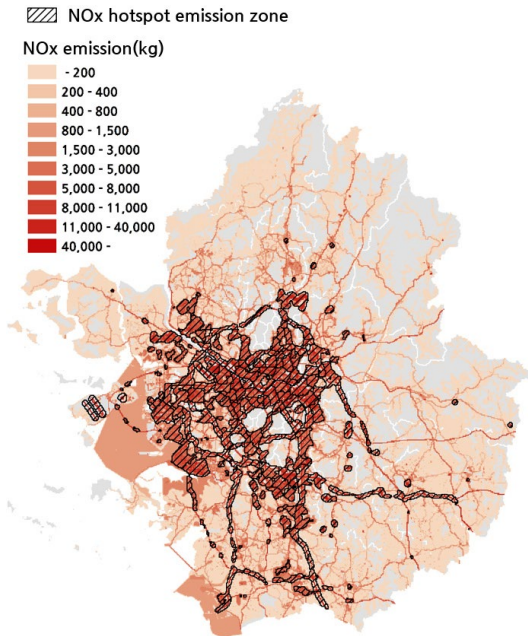 NOx hotspot emission zone
NOx emission(kg)
- 200
200 - 400
400 - 800
800 - 1,500
1,500 - 3,000
3,000 - 5,000
5,000 - 8,000
8,000 - 11,000
11,000 - 40,000
40,000 -